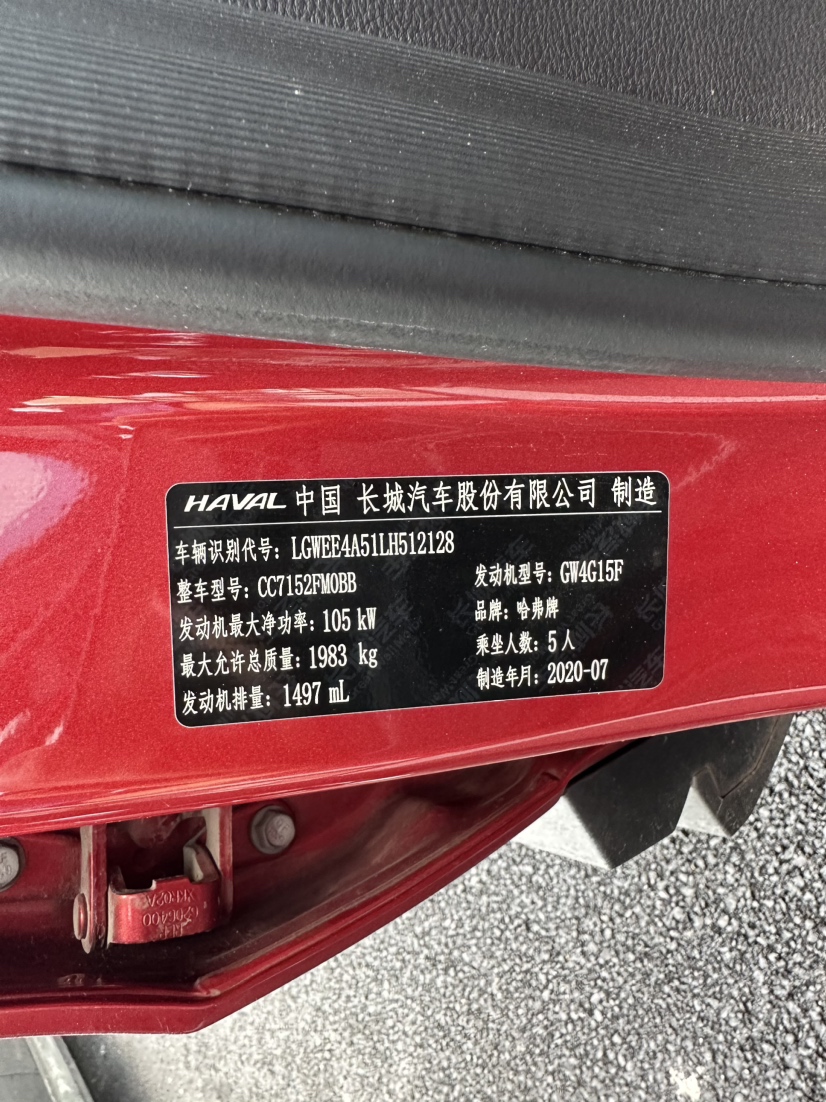 HAVAL 中国 长城汽车股份有限公司 制造
车辆识别代号: LGWEE4A51LH512128
整车型号: CC7152FM0BB
发动机型号: GW4G15F
发动机最大净功率: 105 kW
品牌: 哈弗牌
最大允许总质量: 1983 kg
乘坐人数: 5 人
发动机排量: 1497 mL
制造年月: 2020-07